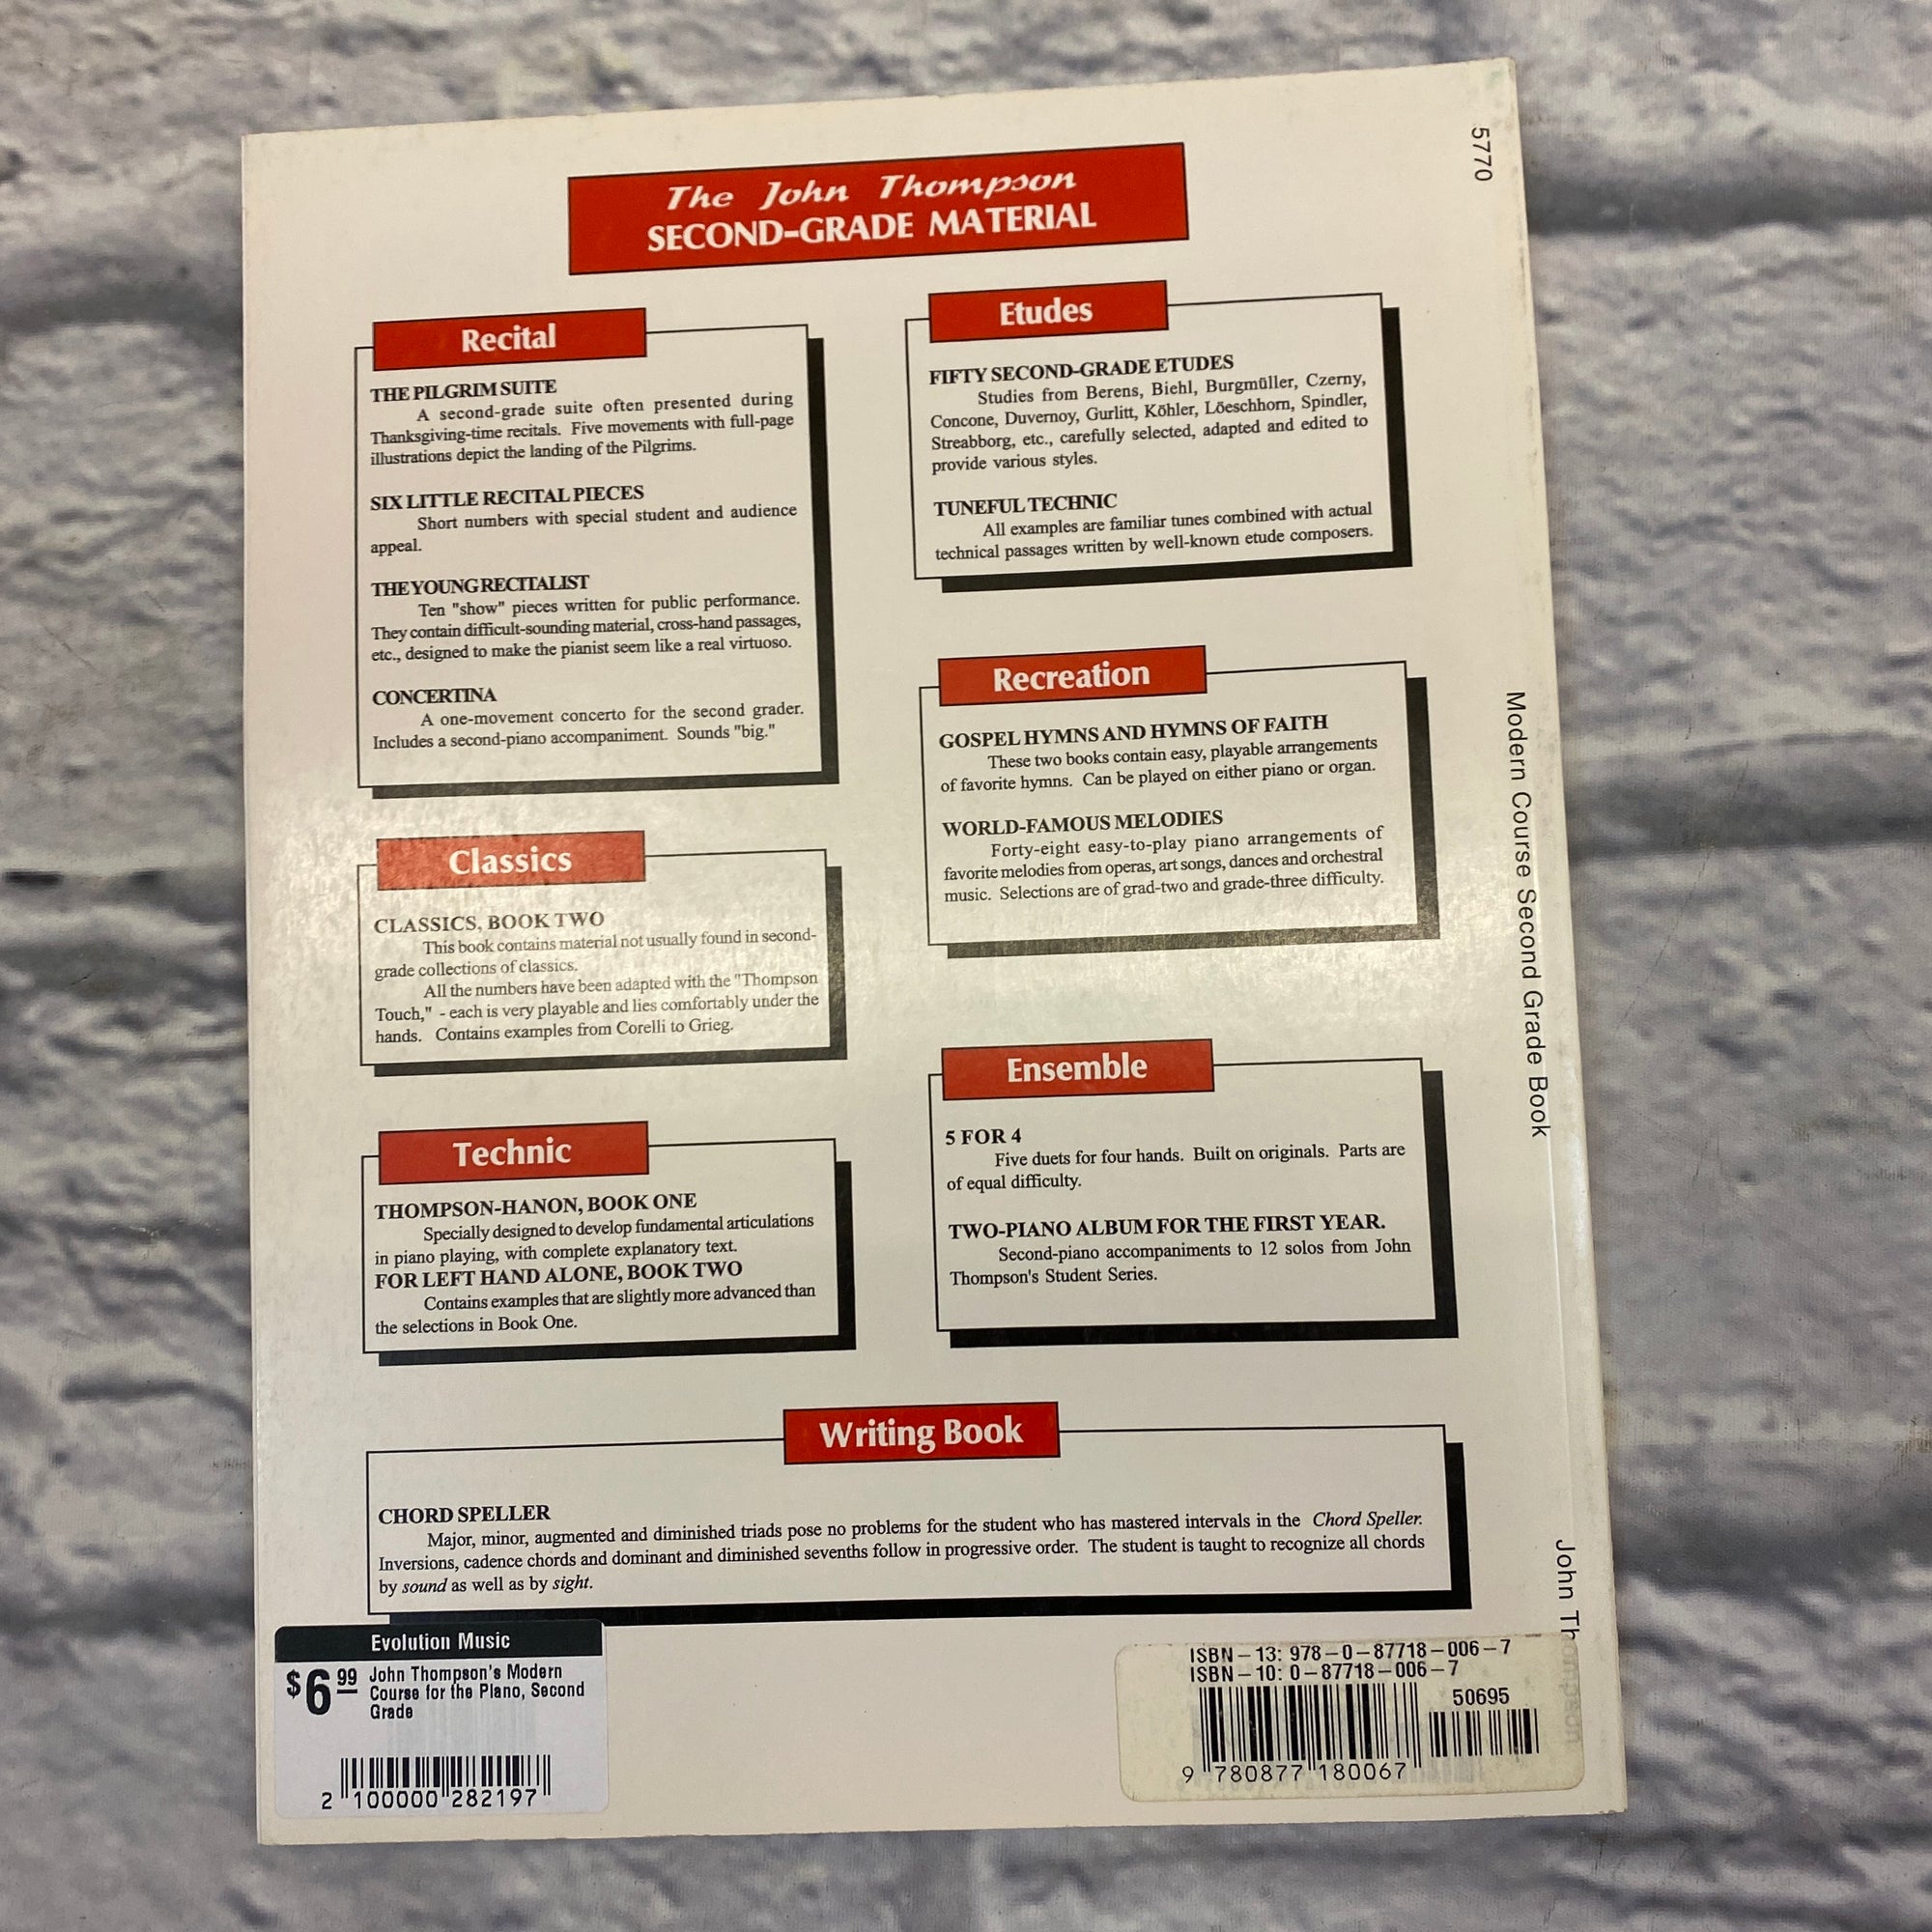 5770
The John Thompson
SECOND-GRADE MATERIAL
Recital
THE PILGRIM SUITE
A second-grade suite often presented during
Thanksgiving-time recitals. Five movements with full-page
illustrations depict the landing of the Pilgrims.
SIX LITTLE RECITAL PIECES
Short numbers with special student and audience
appeal.
THE YOUNG RECITALIST
Ten "show" pieces written for public performance.
They contain difficult-sounding material, cross-hand passages,
etc., designed to make the pianist seem like a real virtuoso.
CONCERTINA
A one-movement concerto for the second grader.
Includes a second-piano accompaniment. Sounds "big."
Classics
CLASSICS, BOOK TWO
This book contains material not usually found in second-
grade collections of classics.
All the numbers have been adapted with the "Thompson
Touch," - each is very playable and lies comfortably under the
hands. Contains examples from Corelli to Grieg.
Technic
THOMPSON-HANON, BOOK ONE
Specially designed to develop fundamental articulations
in piano playing, with complete explanatory text.
FOR LEFT HAND ALONE, BOOK TWO
Contains examples that are slightly more advanced than
the selections in Book One.
Etudes
FIFTY SECOND-GRADE ETUDES
Studies from Berens, Biehl, Burgmüller, Czerny,
Concone, Duvernoy, Gurlitt, Köhler, Löeschhorn, Spindler,
Streabborg, etc., carefully selected, adapted and edited to
provide various styles.
TUNEFUL TECHNIC
All examples are familiar tunes combined with actual
technical passages written by well-known etude composers.
Recreation
GOSPEL HYMNS AND HYMNS OF FAITH
These two books contain easy, playable arrangements
of favorite hymns. Can be played on either piano or organ.
WORLD-FAMOUS MELODIES
Forty-eight easy-to-play piano arrangements of
favorite melodies from operas, art songs, dances and orchestral
music. Selections are of grad-two and grade-three difficulty.
Ensemble
5 FOR 4
Five duets for four hands. Built on originals. Parts are
of equal difficulty.
TWO-PIANO ALBUM FOR THE FIRST YEAR.
Second-piano accompaniments to 12 solos from John
Thompson's Student Series.
Writing Book
CHORD SPELLER
Major, minor, augmented and diminished triads pose no problems for the student who has mastered intervals in the Chord Speller.
Inversions, cadence chords and dominant and diminished sevenths follow in progressive order. The student is taught to recognize all chords
by sound as well as by sight.
Modern Course Second Grade Book
John Thompson
Evolution Music
$6 99
John Thompson's Modern
Course for the Piano, Second
Grade
2 100000 282197
ISBN-13: 978-0-87718-006-7
ISBN-10: 0-87718-006-7
50695
9 780877 180067